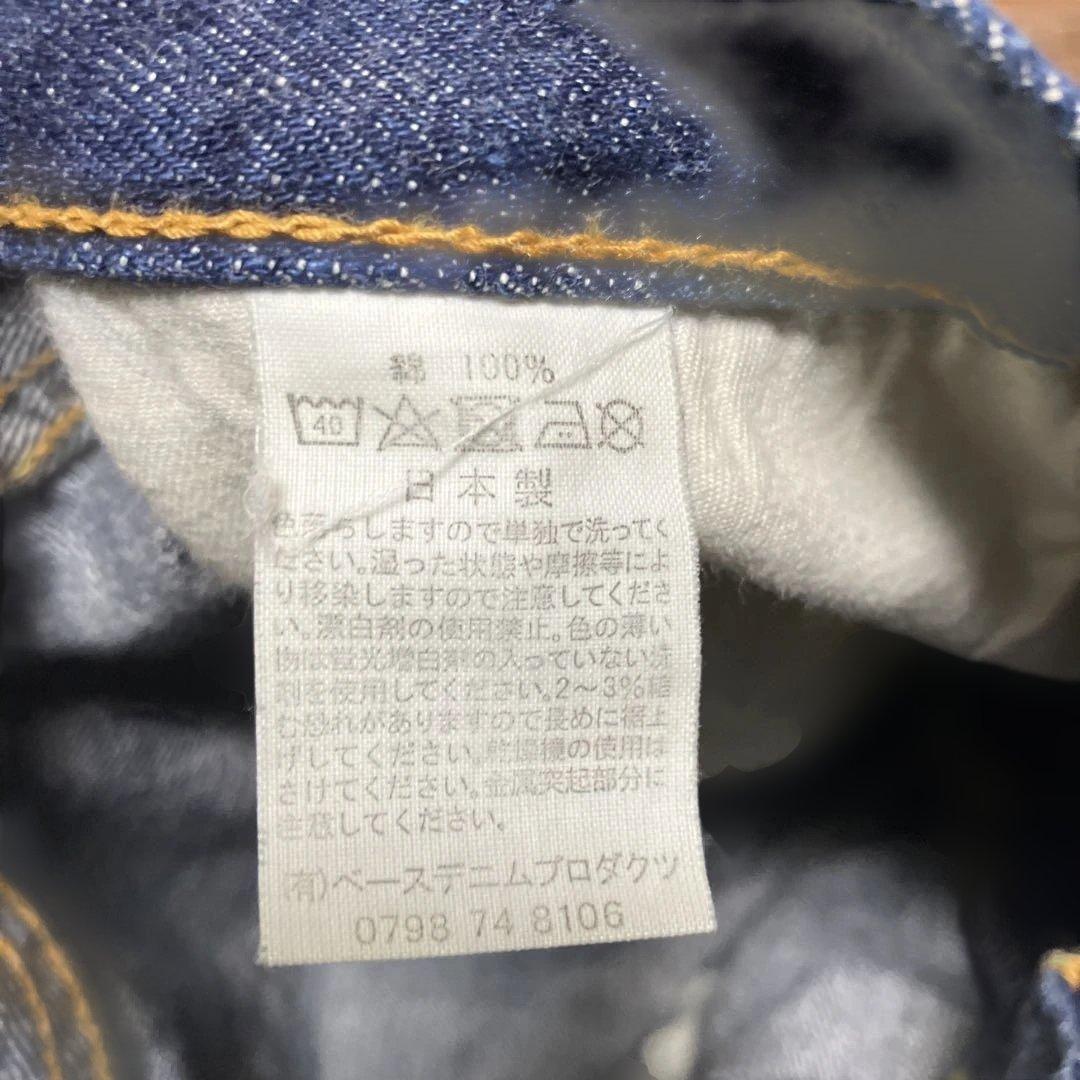 綿 100%
40
日本製
色落ちしますので単独で洗ってく
ださい。湿った状態や摩擦等によ
り移染しますので注意してくださ
い。漂白剤の使用禁止。色の薄い
物は蛍光増白剤の入っていない洗
剤を使用してください。2～3%縮
む恐れがありますので長めに裾上
げしてください。乾燥機の使用は
さけてください。金属突起部分に
注意してください。
(有)ベースデニムプロダクツ
0798 74 8106